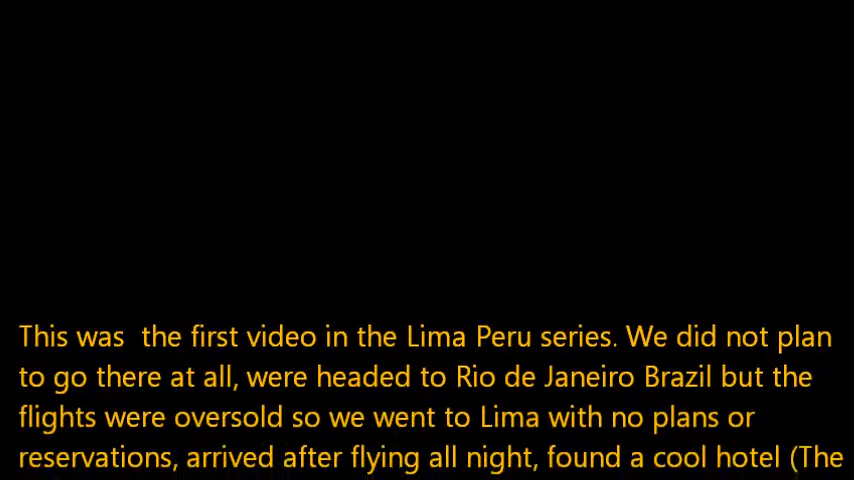 This was  the first video in the Lima Peru series. We did not plan
to go there at all, were headed to Rio de Janeiro Brazil but the
flights were oversold so we went to Lima with no plans or
reservations, arrived after flying all night, found a cool hotel (The